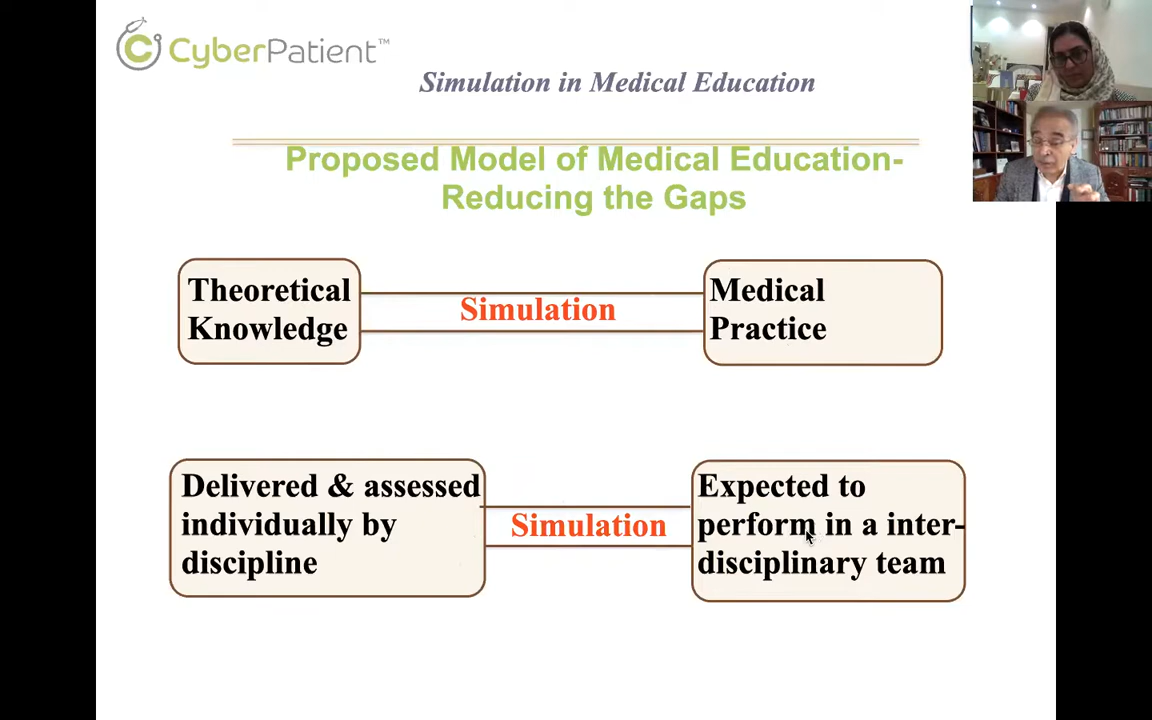 CyberPatient™
Simulation in Medical Education
Proposed Model of Medical Education-
Reducing the Gaps
Theoretical
Knowledge
Simulation
Medical
Practice
Delivered & assessed
individually by
discipline
Simulation
Expected to
perform in a inter-
disciplinary team